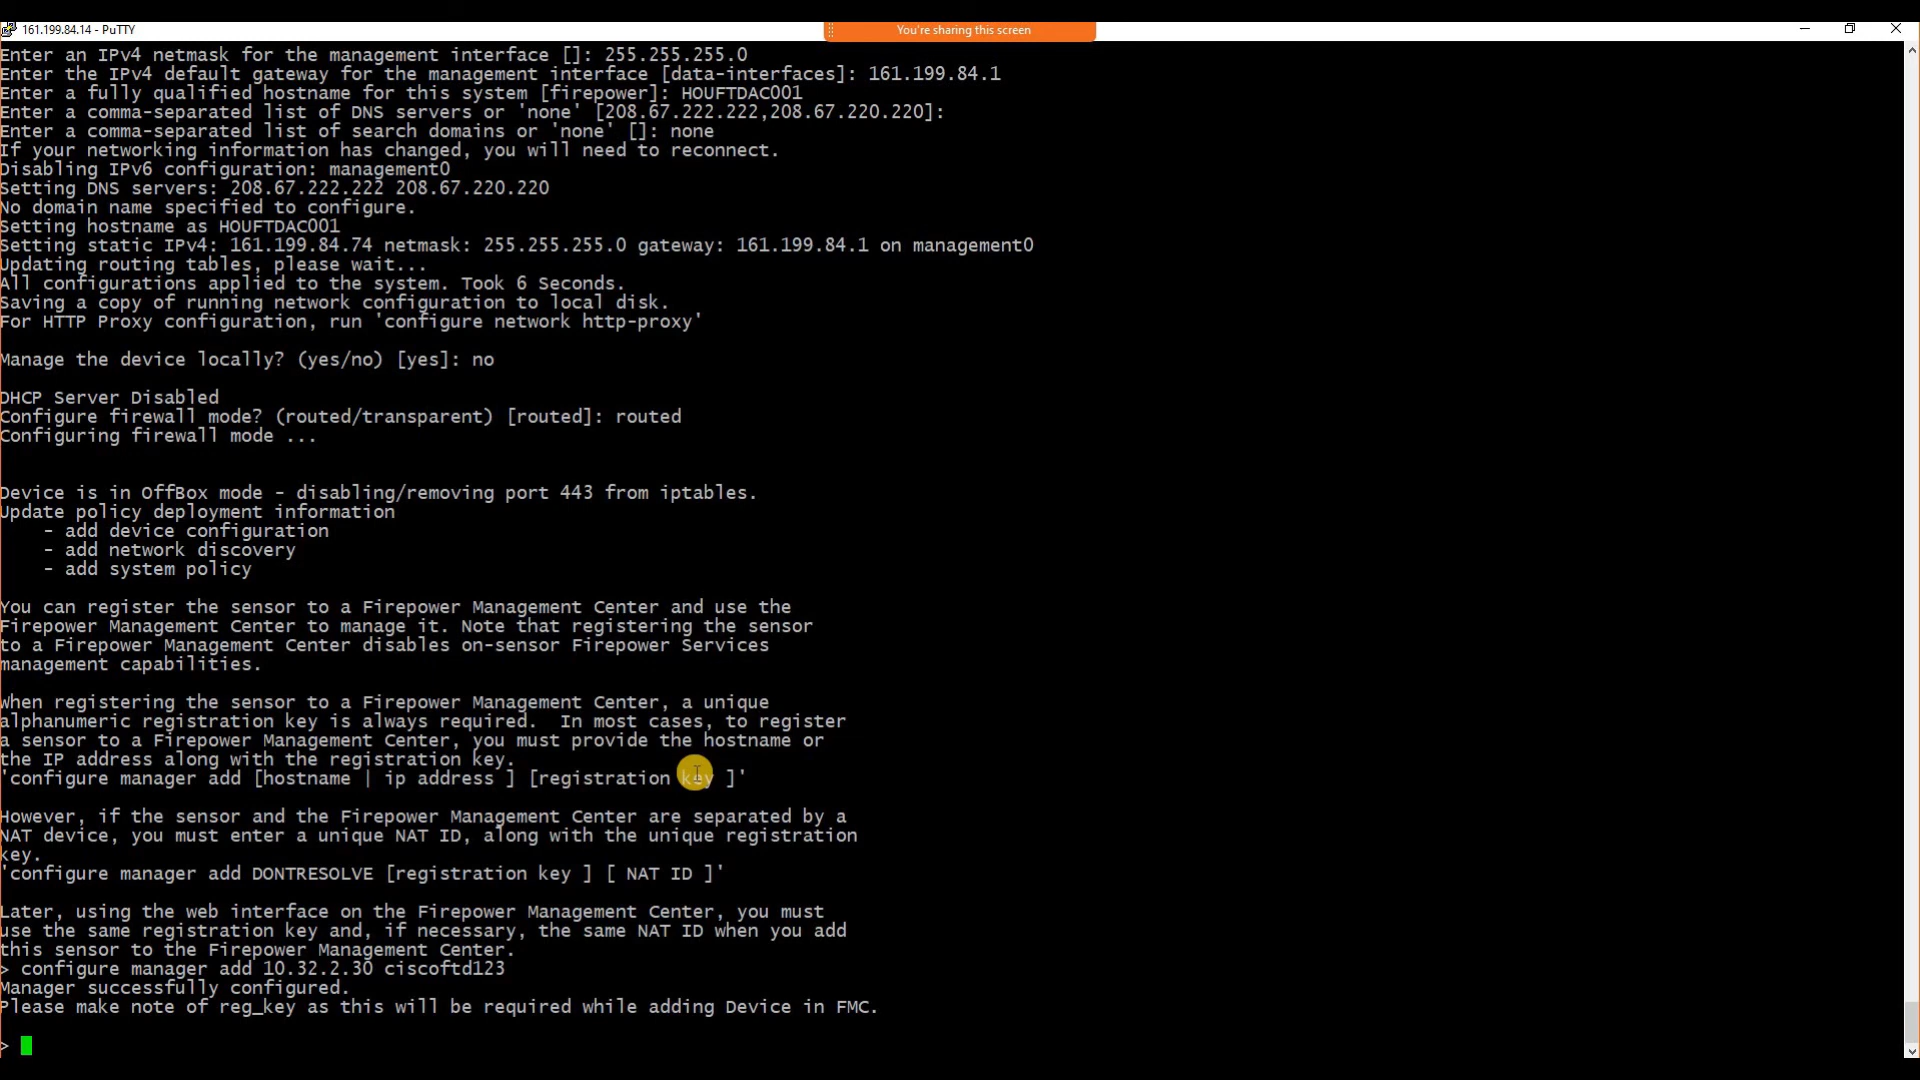 161.199.84.14 - PuTTY
You're sharing this screen
Enter an IPv4 netmask for the management interface []: 255.255.255.0
Enter the IPv4 default gateway for the management interface [data-interfaces]: 161.199.84.1
Enter a fully qualified hostname for this system [firepower]: HOUFTDAC001
Enter a comma-separated list of DNS servers or 'none' [208.67.222.222,208.67.220.220]:
Enter a comma-separated list of search domains or 'none' []: none
If your networking information has changed, you will need to reconnect.
Disabling IPv6 configuration: management0
Setting DNS servers: 208.67.222.222 208.67.220.220
No domain name specified to configure.
Setting hostname as HOUFTDAC001
Setting static IPv4: 161.199.84.74 netmask: 255.255.255.0 gateway: 161.199.84.1 on management0
Updating routing tables, please wait...
All configurations applied to the system. Took 6 Seconds.
Saving a copy of running network configuration to local disk.
For HTTP Proxy configuration, run 'configure network http-proxy'
Manage the device locally? (yes/no) [yes]: no
DHCP Server Disabled
Configure firewall mode? (routed/transparent) [routed]: routed
Configuring firewall mode ...
Device is in OffBox mode - disabling/removing port 443 from iptables.
Update policy deployment information
- add device configuration
- add network discovery
- add system policy
You can register the sensor to a Firepower Management Center and use the
Firepower Management Center to manage it. Note that registering the sensor
to a Firepower Management Center disables on-sensor Firepower Services
management capabilities.
When registering the sensor to a Firepower Management Center, a unique
alphanumeric registration key is always required.  In most cases, to register
a sensor to a Firepower Management Center, you must provide the hostname or
the IP address along with the registration key.
'configure manager add [hostname | ip address ] [registration key ]'
However, if the sensor and the Firepower Management Center are separated by a
NAT device, you must enter a unique NAT ID, along with the unique registration
key.
'configure manager add DONTRESOLVE [registration key ] [ NAT ID ]'
Later, using the web interface on the Firepower Management Center, you must
use the same registration key and, if necessary, the same NAT ID when you add
this sensor to the Firepower Management Center.
> configure manager add 10.32.2.30 ciscoftd123
Manager successfully configured.
Please make note of reg_key as this will be required while adding Device in FMC.
>